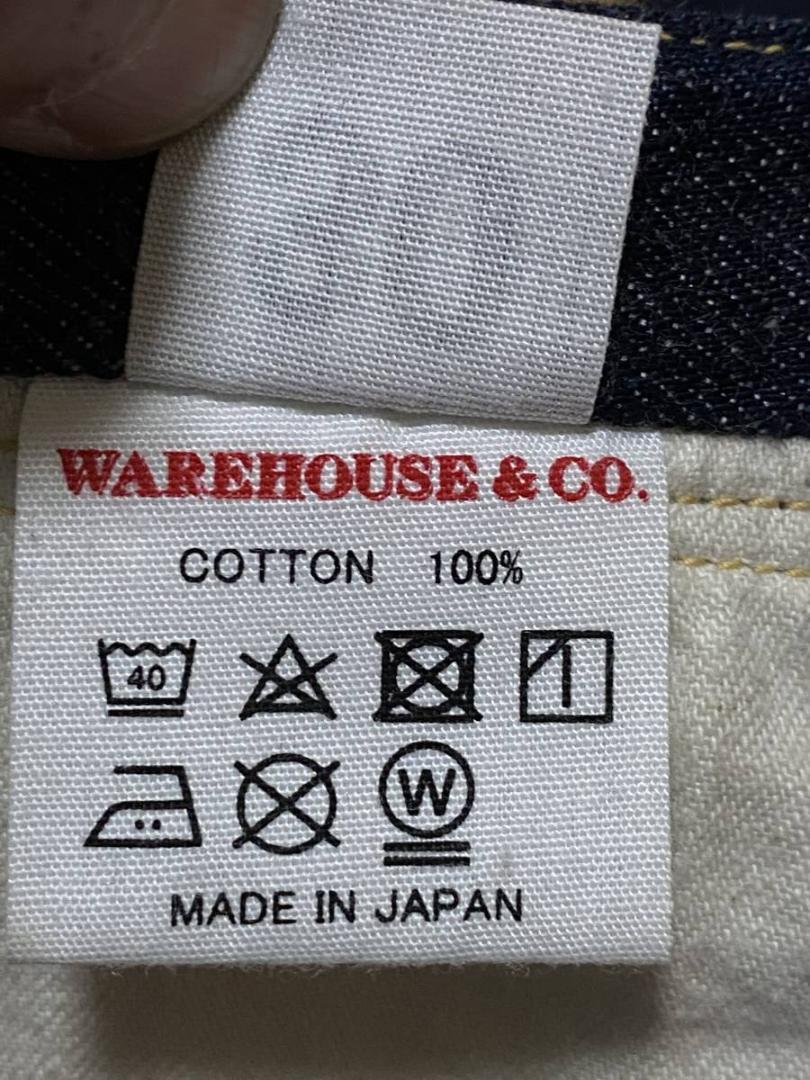 WAREHOUSE & CO.
COTTON 100%
40
W
MADE IN JAPAN